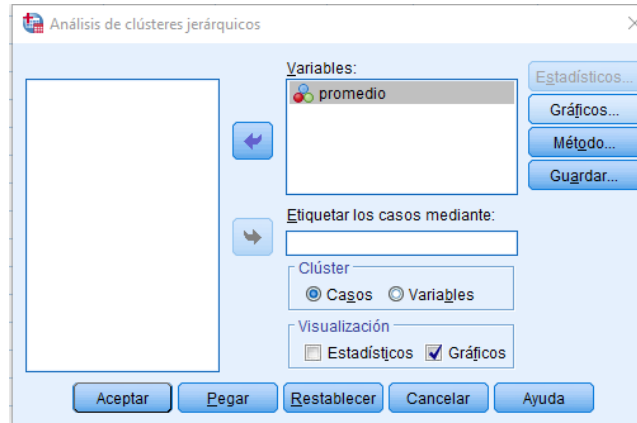 Análisis de clústeres jerárquicos
Variables:
promedio
Estadísticos...
Gráficos...
Método...
Guardar...
Etiquetar los casos mediante:
Clúster
Casos Variables
Visualización
Estadísticos Gráficos
Aceptar Pegar Restablecer Cancelar Ayuda